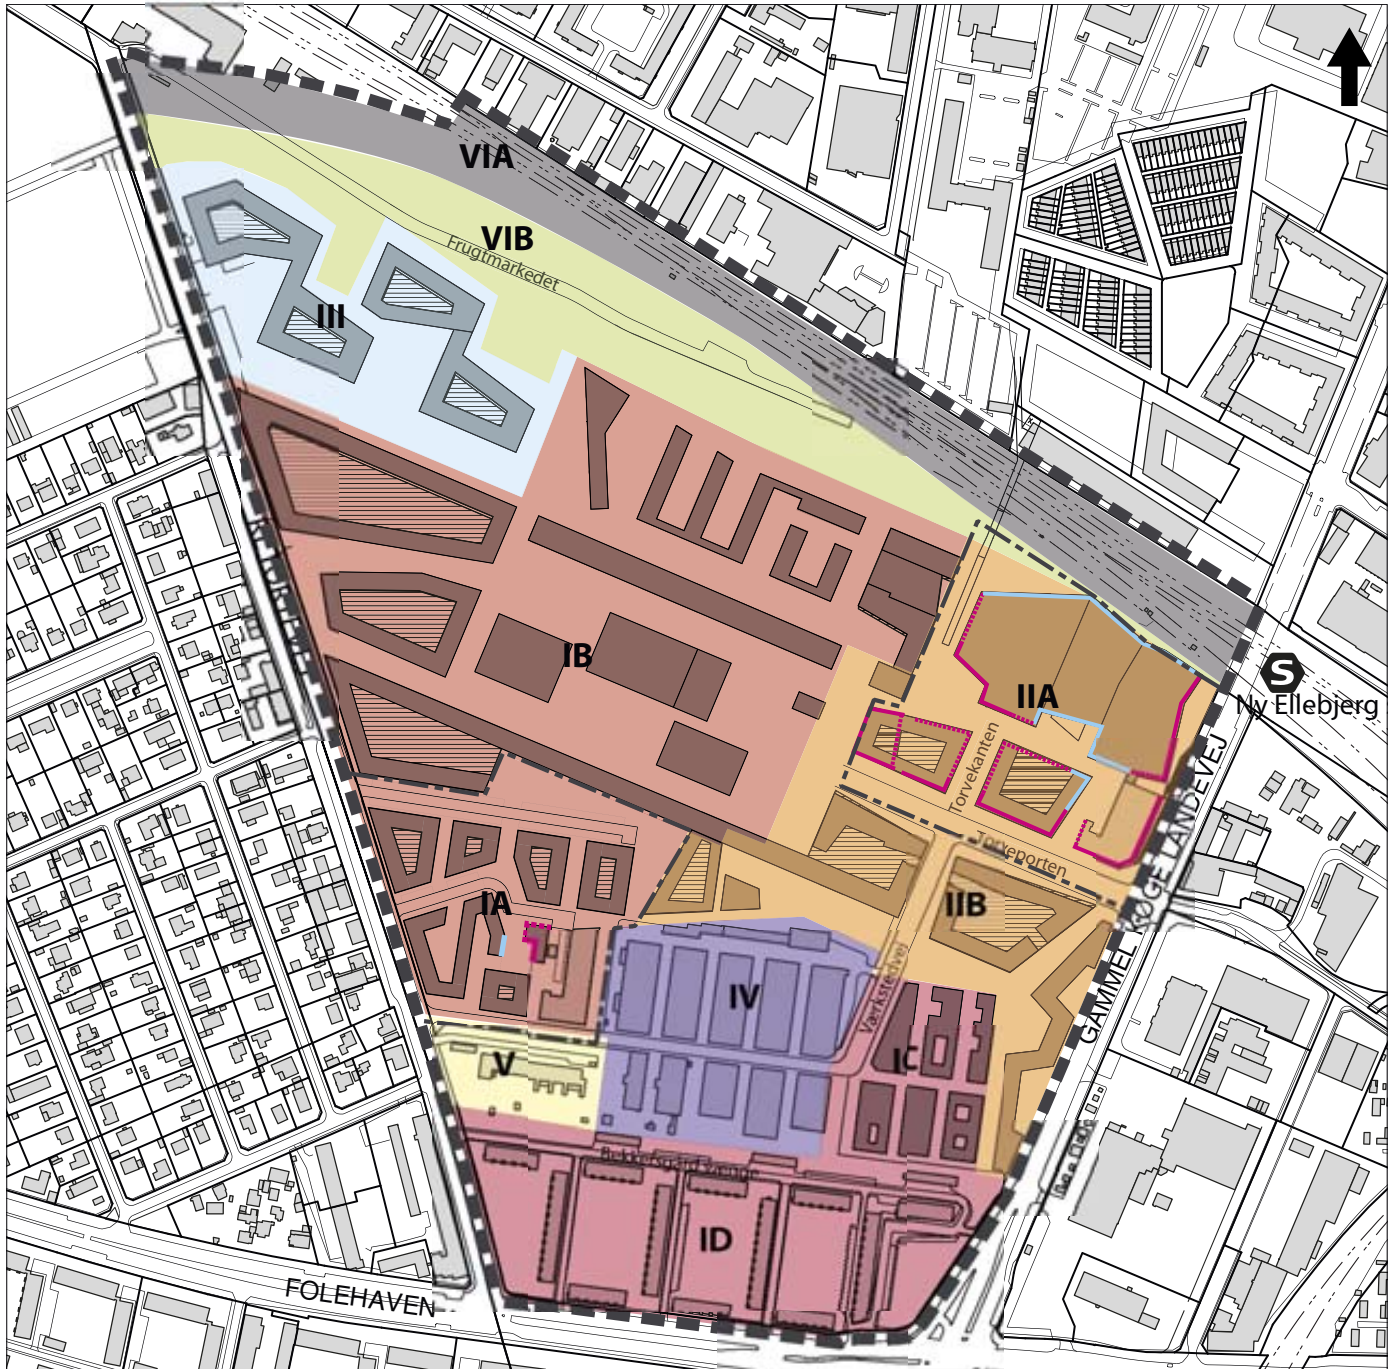 VIA
VIB
Frugtmarkedet
III
IB
IIA
S
Ny Ellebjerg
Torvekanten
Torveporten
IIB
IA
IV
Værkstedvej
IC
V
GAMMEL KØGE LANDEVEJ
ID
FOLEHAVEN